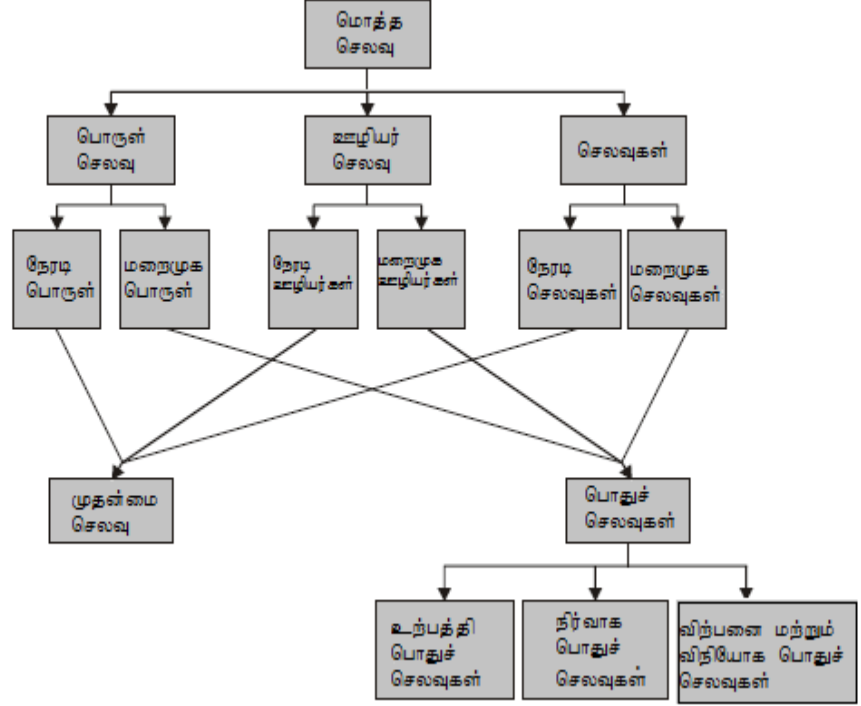 மொத்த
செலவு
பொருள்
செலவு
ஊழியர்
செலவு
செலவுகள்
நேரடி
பொருள்
மறைமுக
பொருள்
நேரடி
ஊழியர்கள்
மறைமுக
ஊழியர்கள்
நேரடி
செலவுகள்
மறைமுக
செலவுகள்
முதன்மை
செலவு
பொதுச்
செலவுகள்
உற்பத்தி
பொதுச்
செலவுகள்
நிர்வாக
பொதுச்
செலவுகள்
விற்பனை மற்றும்
வினியோக பொதுச்
செலவுகள்